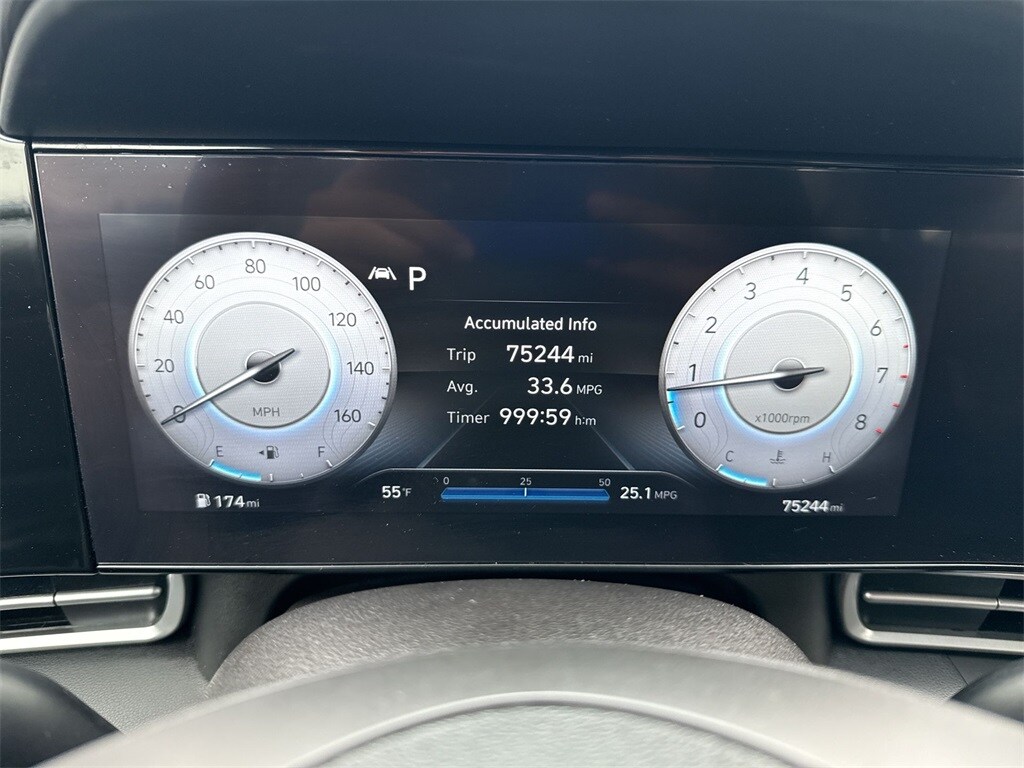 0 20 40 60 80 100 120 140 160
MPH
E F
174 mi
P
Accumulated Info
Trip 75244 mi
Avg. 33.6 MPG
Timer 999:59 h:m
55°F
0 25 50
25.1 MPG
0 1 2 3 4 5 6 7 8
x1000rpm
C H
75244 mi